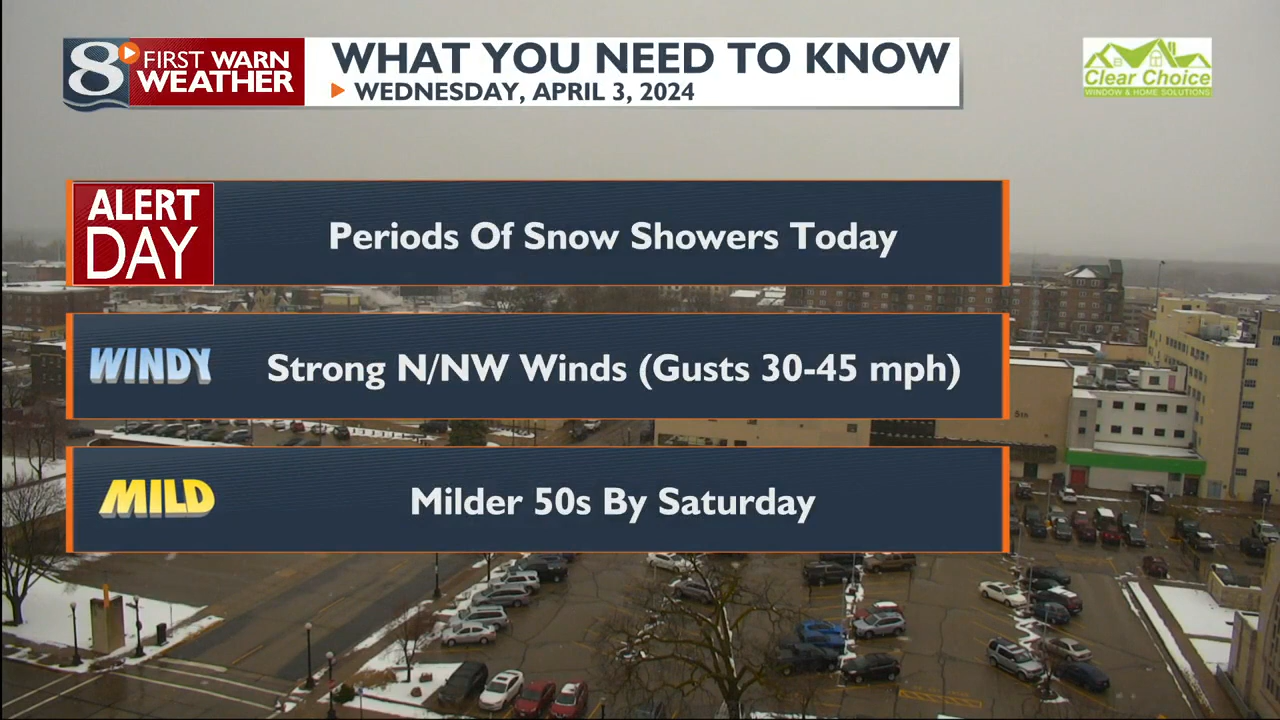 8 FIRST WARN
WEATHER
WHAT YOU NEED TO KNOW
WEDNESDAY, APRIL 3, 2024
Clear Choice
WINDOW & HOME SOLUTIONS
ALERT
DAY
Periods Of Snow Showers Today
WINDY
Strong N/NW Winds (Gusts 30-45 mph)
5th
MILD
Milder 50s By Saturday